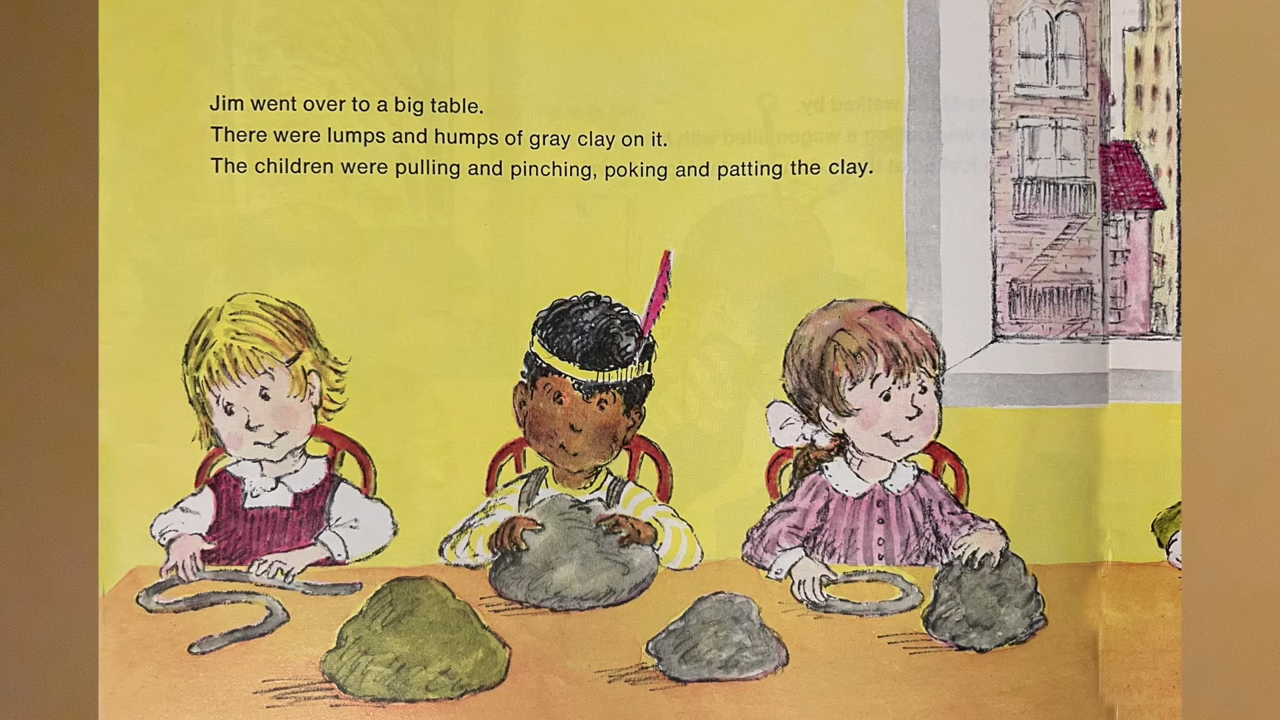 Jim went over to a big table.
There were lumps and humps of gray clay on it.
The children were pulling and pinching, poking and patting the clay.